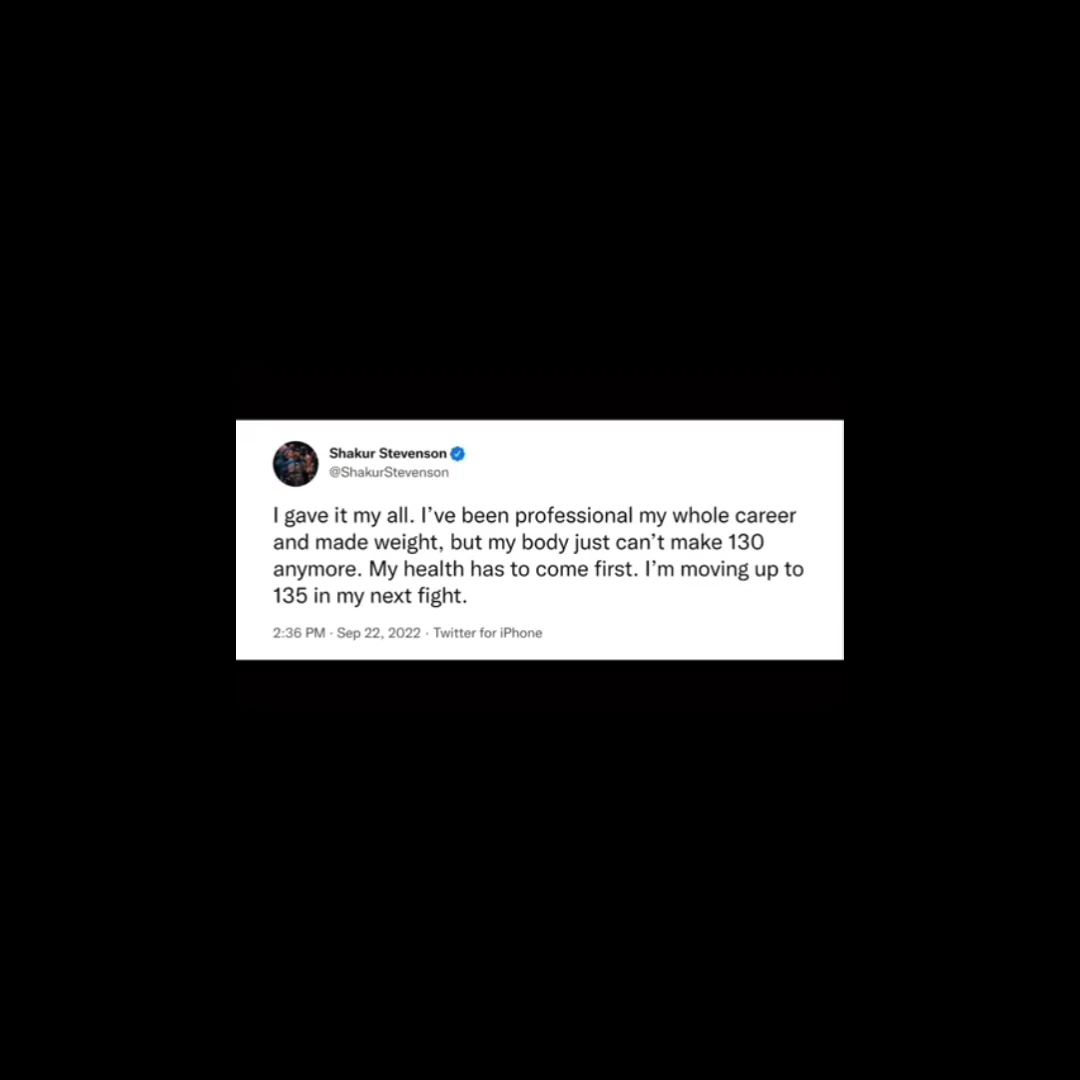 Shakur Stevenson
@ShakurStevenson
I gave it my all. I’ve been professional my whole career
and made weight, but my body just can’t make 130
anymore. My health has to come first. I’m moving up to
135 in my next fight.
2:36 PM · Sep 22, 2022 · Twitter for iPhone